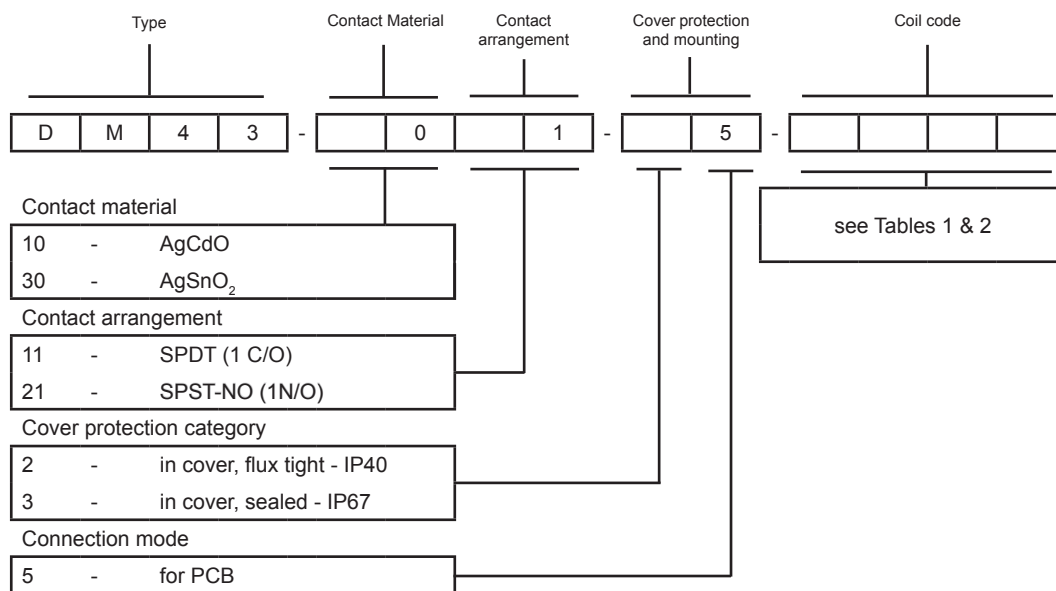 Type
Contact Material
Contact
arrangement
Cover protection
and mounting
Coil code
D M 4 3 - 0 1 - 5 -
Contact material
10 - AgCdO
30 - AgSnO2
see Tables 1 & 2
Contact arrangement
11 - SPDT (1 C/O)
21 - SPST-NO (1N/O)
Cover protection category
2 - in cover, flux tight - IP40
3 - in cover, sealed - IP67
Connection mode
5 - for PCB